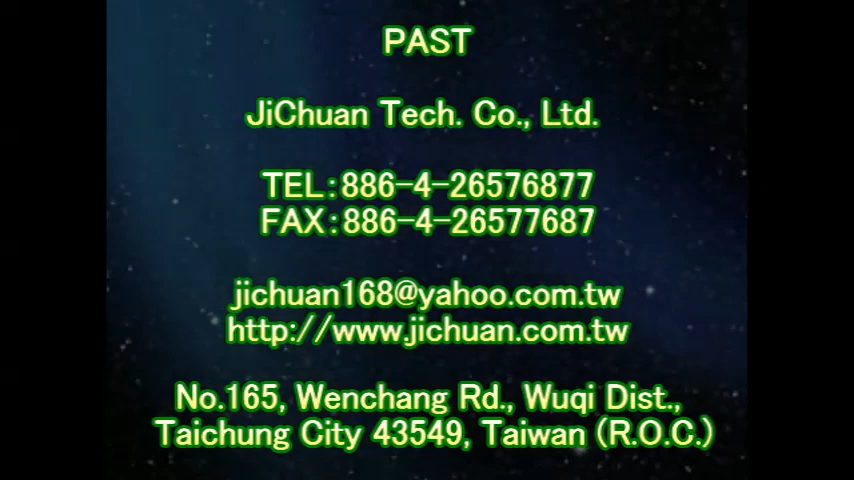 PAST
JiChuan Tech. Co., Ltd.
TEL:886-4-26576877
FAX:886-4-26577687
jichuan168@yahoo.com.tw
http://www.jichuan.com.tw
No.165, Wenchang Rd., Wuqi Dist.,
Taichung City 43549, Taiwan (R.O.C.)